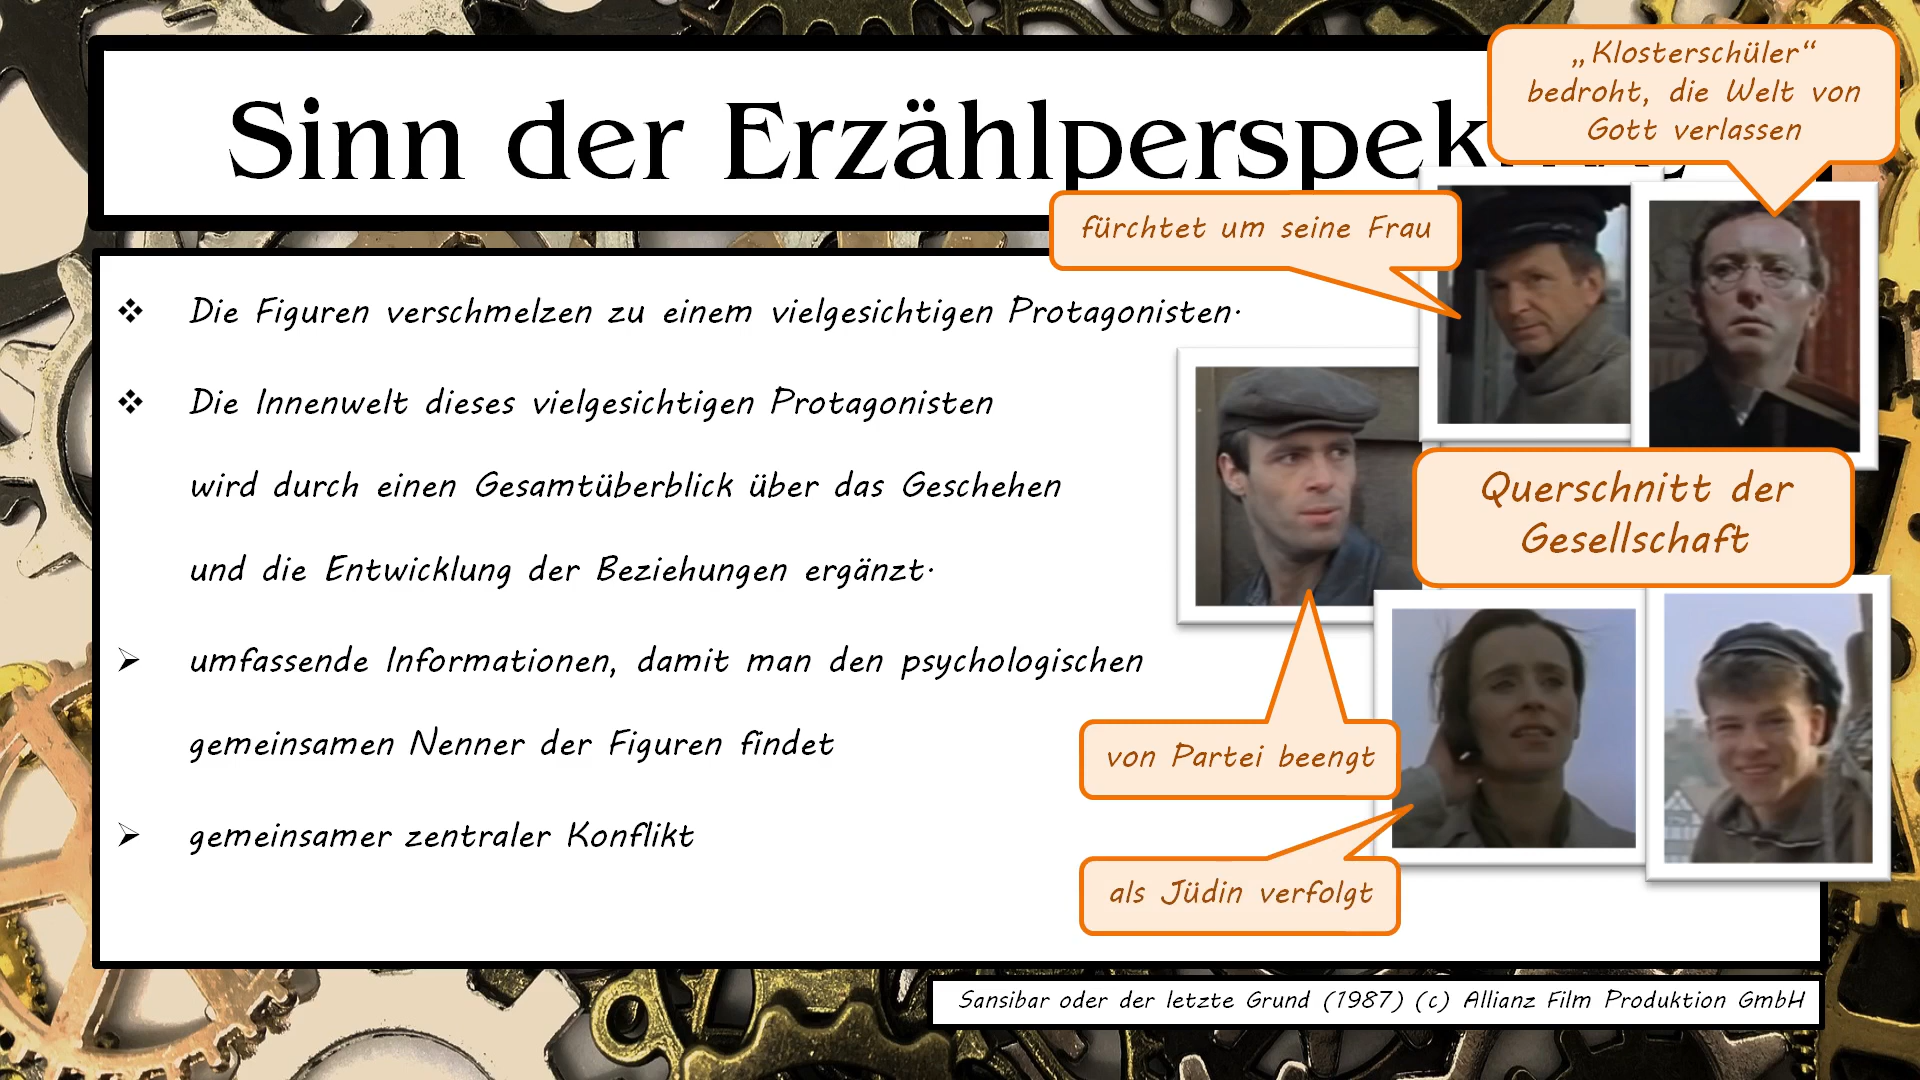 Sinn der Erzählperspek
„Klosterschüler“
bedroht, die Welt von
Gott verlassen
fürchtet um seine Frau
Die Figuren verschmelzen zu einem vielgesichtigen Protagonisten.
Die Innenwelt dieses vielgesichtigen Protagonisten
wird durch einen Gesamtüberblick über das Geschehen
und die Entwicklung der Beziehungen ergänzt.
umfassende Informationen, damit man den psychologischen
gemeinsamen Nenner der Figuren findet
gemeinsamer zentraler Konflikt
Querschnitt der
Gesellschaft
von Partei beengt
als Jüdin verfolgt
Sansibar oder der letzte Grund (1987) (c) Allianz Film Produktion GmbH